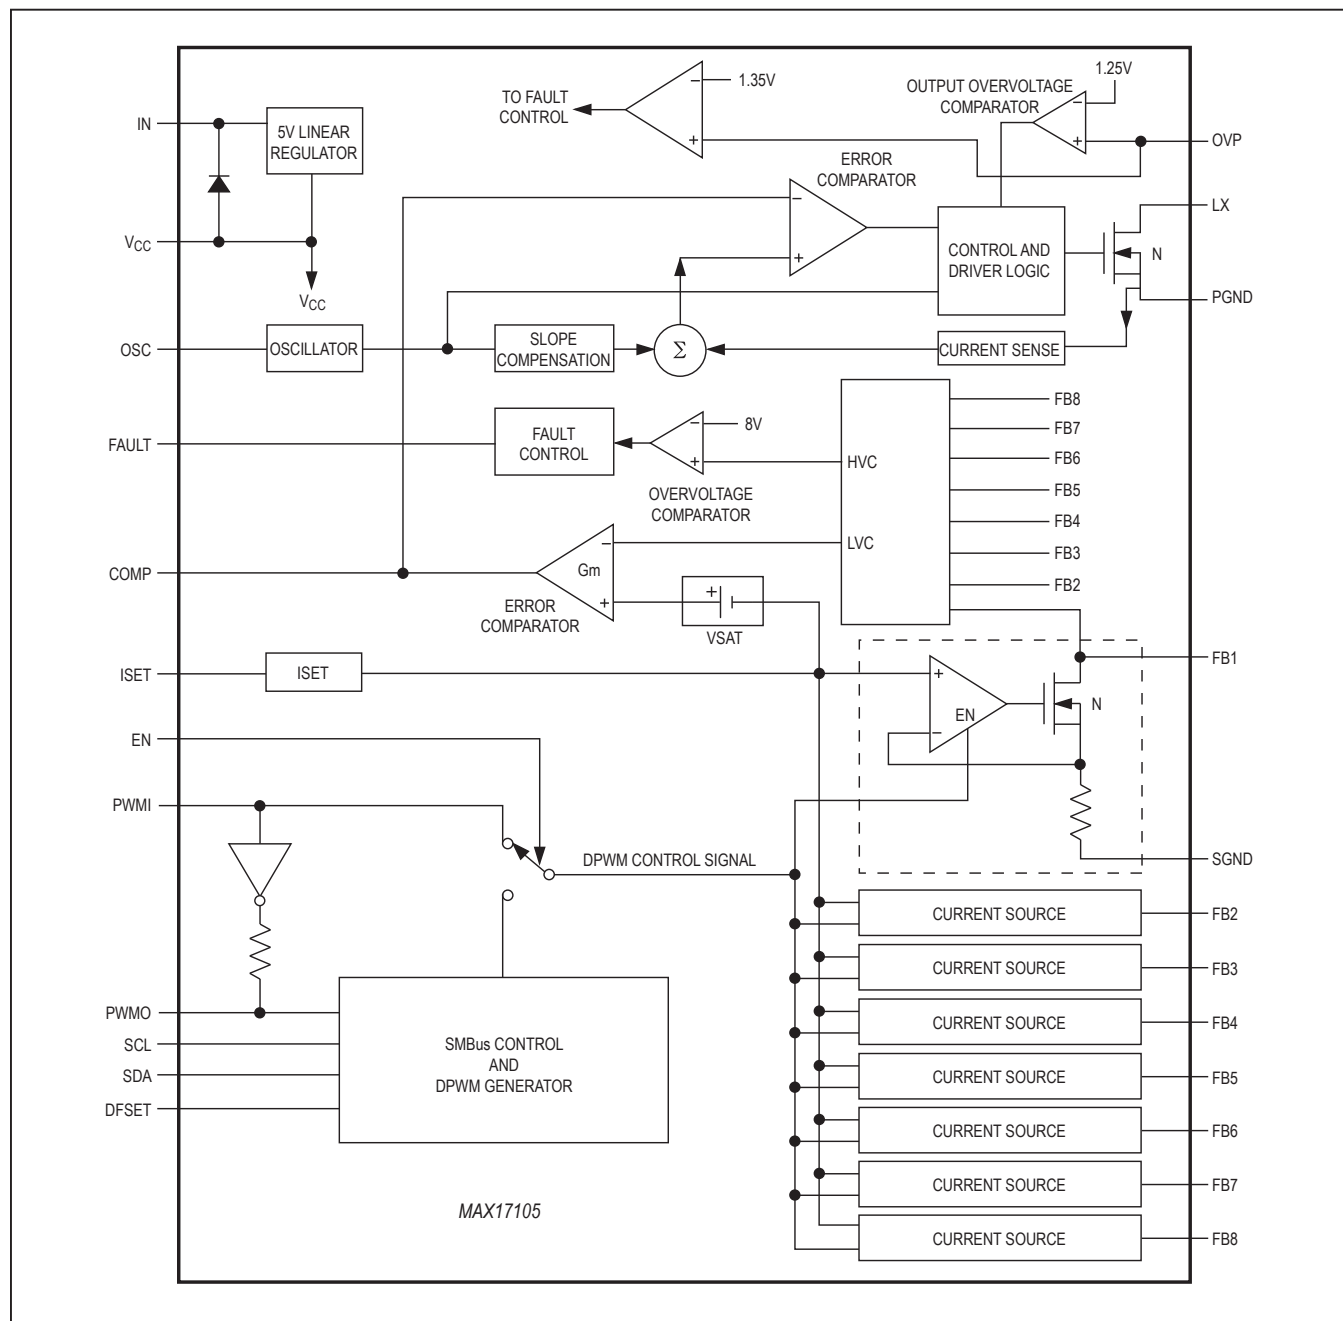 1.35V
1.25V
TO FAULT
CONTROL
OUTPUT OVERVOLTAGE
COMPARATOR
−
+
−
+
IN
5V LINEAR
REGULATOR
OVP
ERROR
COMPARATOR
−
+
LX
CONTROL AND
DRIVER LOGIC
N
VCC
VCC
PGND
OSC
OSCILLATOR
SLOPE
COMPENSATION
Σ
CURRENT SENSE
FB8
FB7
FB6
FB5
FB4
FB3
FB2
FAULT
FAULT
CONTROL
−
+
8V
HVC
OVERVOLTAGE
COMPARATOR
LVC
COMP
Gm
−
+
ERROR
COMPARATOR
+
VSAT
FB1
ISET
ISET
+
−
EN
N
EN
PWMI
DPWM CONTROL SIGNAL
SGND
CURRENT SOURCE
FB2
CURRENT SOURCE
FB3
CURRENT SOURCE
FB4
CURRENT SOURCE
FB5
CURRENT SOURCE
FB6
CURRENT SOURCE
FB7
CURRENT SOURCE
FB8
PWMO
SCL
SDA
DFSET
SMBus CONTROL
AND
DPWM GENERATOR
MAX17105